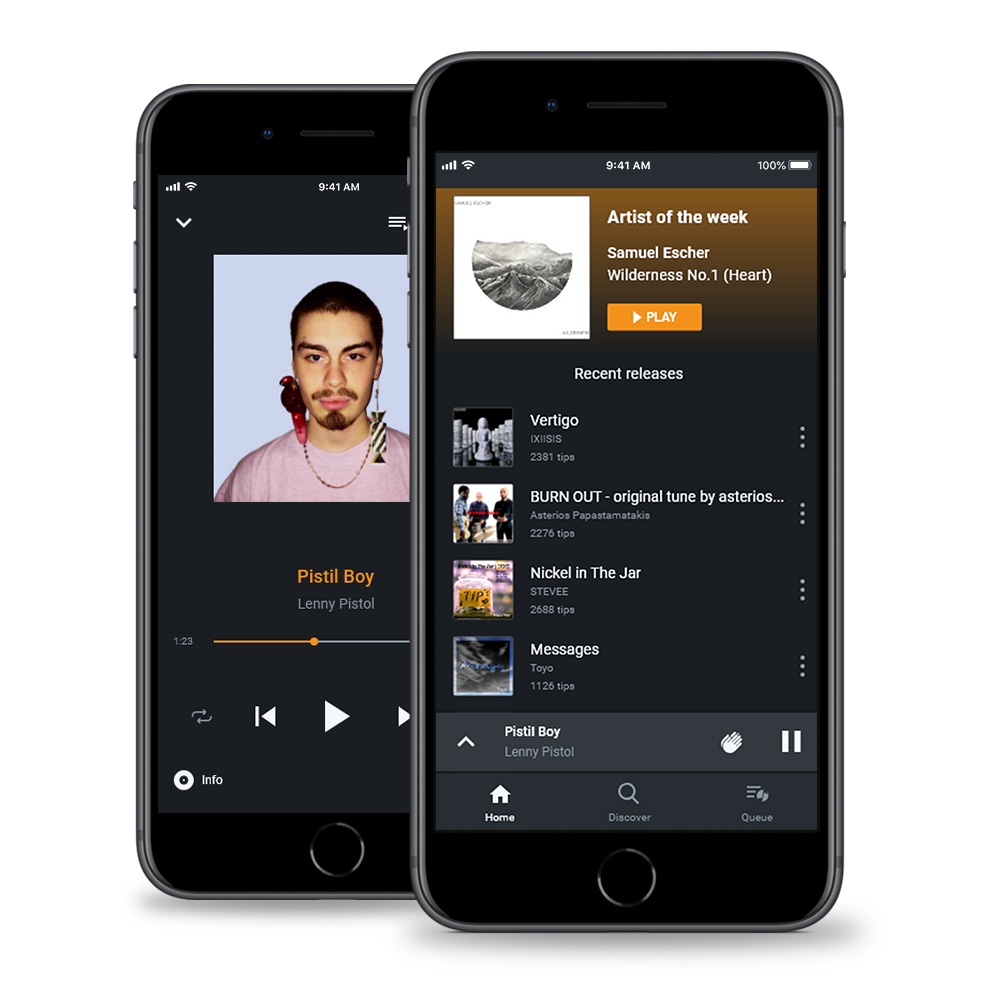 9:41 AM
Pistil Boy
Lenny Pistol
1:23
Info
9:41 AM 100%
SAMUEL ESCHER
WILDERNESS
Artist of the week
Samuel Escher
Wilderness No.1 (Heart)
PLAY
Recent releases
Vertigo
IXIISIS
2381 tips
BURN OUT - original tune by asterios...
Asterios Papastamatakis
2276 tips
Nickel in The Jar
STEVEE
2688 tips
TIPS
Messages
Toyo
1126 tips
Pistil Boy
Lenny Pistol
Home
Discover
Queue